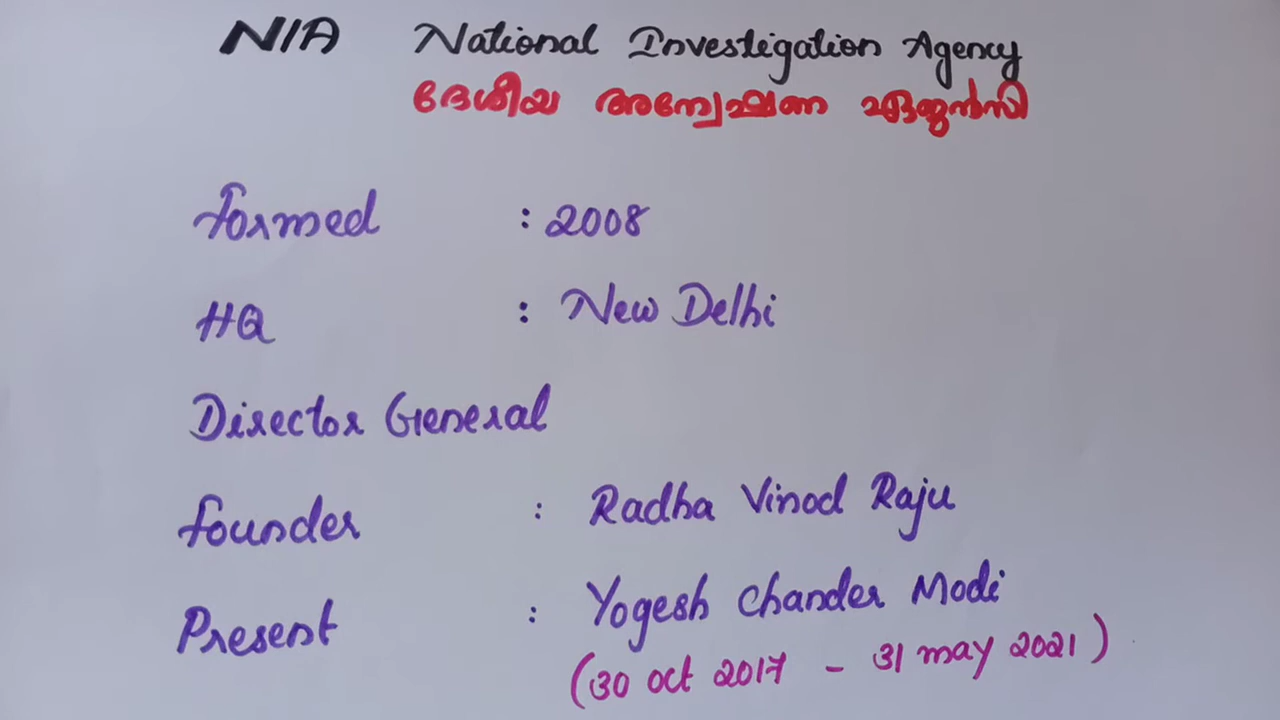 NIA National Investigation Agency
ദേശീയ അന്വേഷണ ഏജൻസി
Formed : 2008
HQ : New Delhi
Director General
Founder : Radha Vinod Raju
Present : Yogesh Chander Modi
(30 oct 2017 - 31 may 2021)